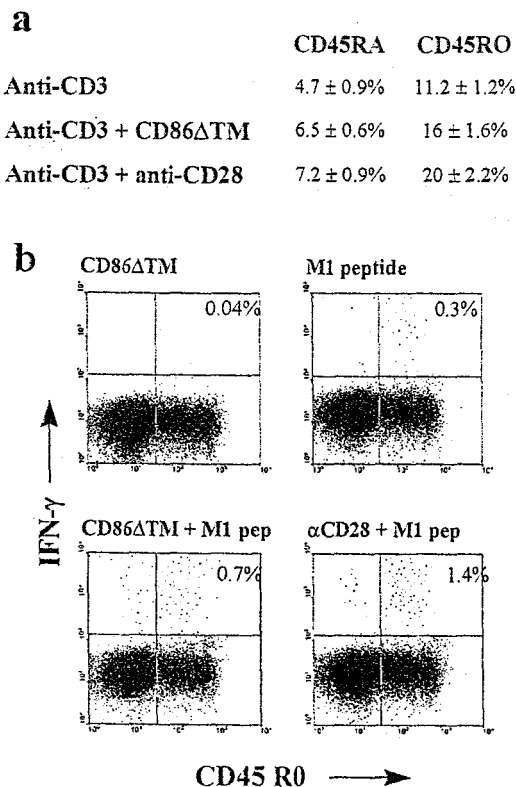 a
CD45RA CD45RO
Anti-CD3 4.7 ± 0.9% 11.2 ± 1.2%
Anti-CD3 + CD86ΔTM 6.5 ± 0.6% 16 ± 1.6%
Anti-CD3 + anti-CD28 7.2 ± 0.9% 20 ± 2.2%
b
CD86ΔTM M1 peptide
0.04% 0.3%
CD86ΔTM + M1 pep αCD28 + M1 pep
0.7% 1.4%
IFN-γ
CD45 R0